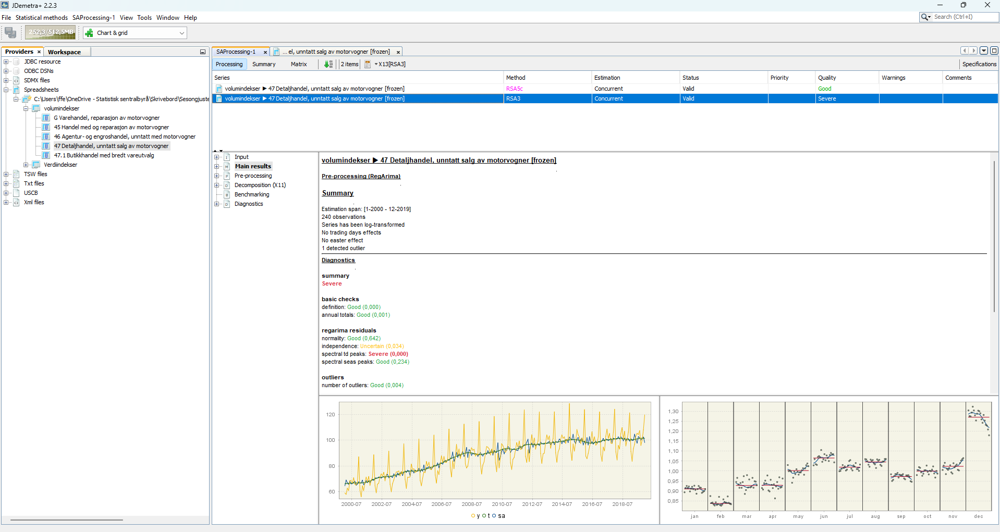 JDemetra+ 2.2.3
File Statistical methods SAProcessing-1 View Tools Window Help
Search (Ctrl+I)
252,3/512,5MB
Chart & grid
Providers
Workspace
JDBC resource
ODBC DSNs
SDMX files
Spreadsheets
C:\Users\ffe\OneDrive - Statistisk sentralbyrå\Skrivebord\Sesongjuste
volumindekser
G Varehandel, reparasjon av motorvogner
45 Handel med og reparasjon av motorvogner
46 Agentur- og engroshandel, unntatt med motorvogner
47 Detaljhandel, unntatt salg av motorvogner
47.1 Butikkhandel med bredt vareutvalg
Verdiindekser
TSW files
Txt files
USCB
Xml files
SAProcessing-1
... el, unntatt salg av motorvogner [frozen]
Processing Summary Matrix 2 items X13[RSA3] Specifications
Series Method Estimation Status Priority Quality Warnings Comments
volumindekser ► 47 Detaljhandel, unntatt salg av motorvogner [frozen] RSA5c Concurrent Valid Good
volumindekser ► 47 Detaljhandel, unntatt salg av motorvogner [frozen] RSA3 Concurrent Valid Severe
Input
Main results
Pre-processing
Decomposition (X11)
Benchmarking
Diagnostics
volumindekser ► 47 Detaljhandel, unntatt salg av motorvogner [frozen]
Pre-processing (RegArima)
Summary
Estimation span: [1-2000 - 12-2019]
240 observations
Series has been log-transformed
No trading days effects
No easter effect
1 detected outlier
Diagnostics
summary
Severe
basic checks
definition: Good (0,000)
annual totals: Good (0,001)
regarima residuals
normality: Good (0,642)
independence: Uncertain (0,034)
spectral td peaks: Severe (0,000)
spectral seas peaks: Good (0,234)
outliers
number of outliers: Good (0,004)
120
100
80
60
2000-07 2002-07 2004-07 2006-07 2008-07 2010-07 2012-07 2014-07 2016-07 2018-07
y t sa
1,30
1,25
1,20
1,15
1,10
1,05
1,00
0,95
0,90
0,85
jan feb mar apr may jun jul aug sep oct nov dec